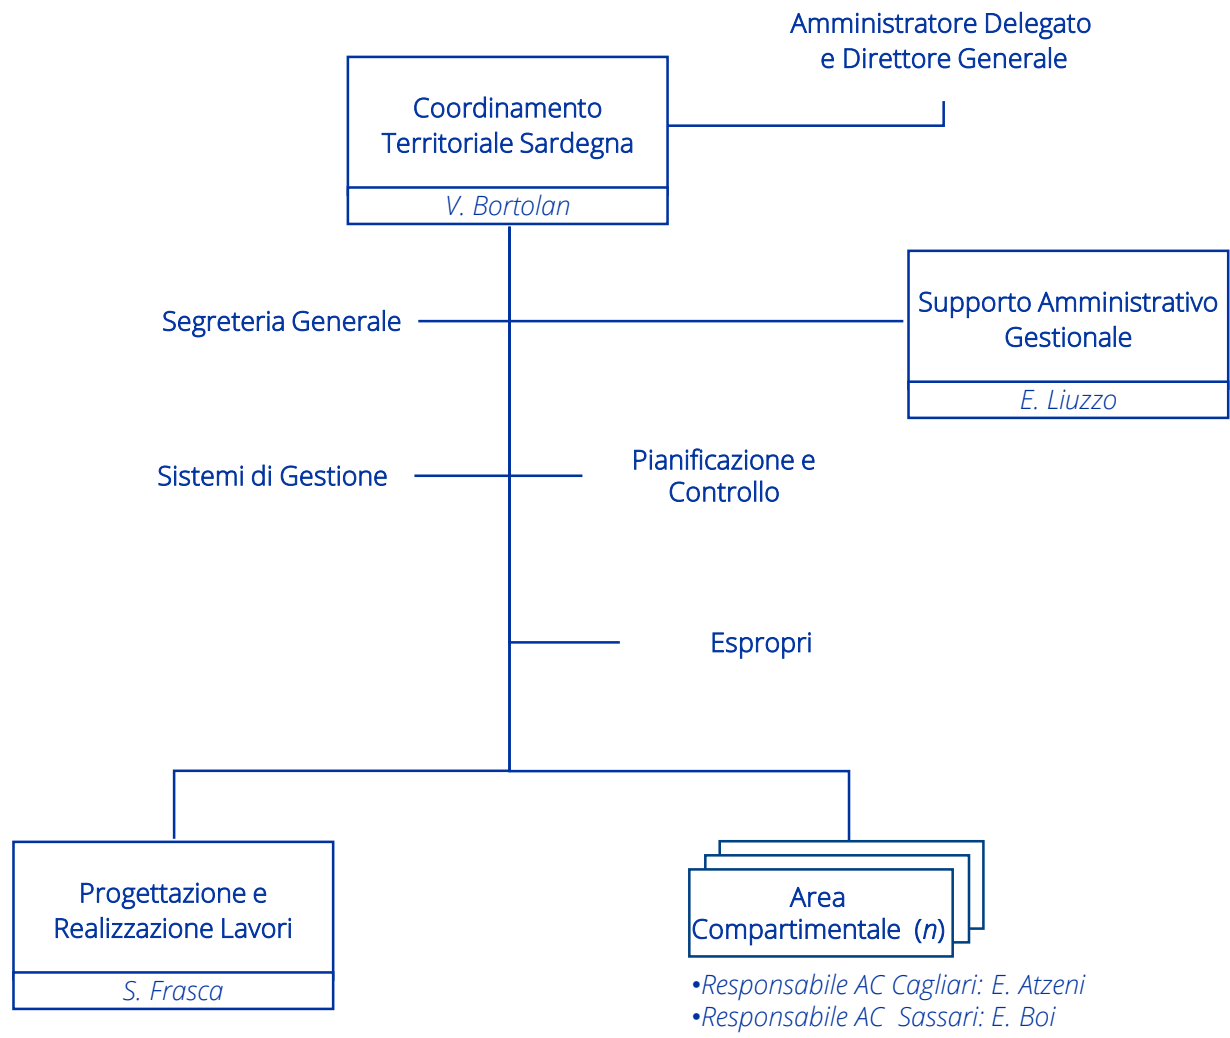 Amministratore Delegato
e Direttore Generale
Coordinamento
Territoriale Sardegna
V. Bortolan
Segreteria Generale
Supporto Amministrativo
Gestionale
E. Liuzzo
Sistemi di Gestione
Pianificazione e
Controllo
Espropri
Progettazione e
Realizzazione Lavori
S. Frasca
Area
Compartimentale (n)
•Responsabile AC Cagliari: E. Atzeni
•Responsabile AC Sassari: E. Boi